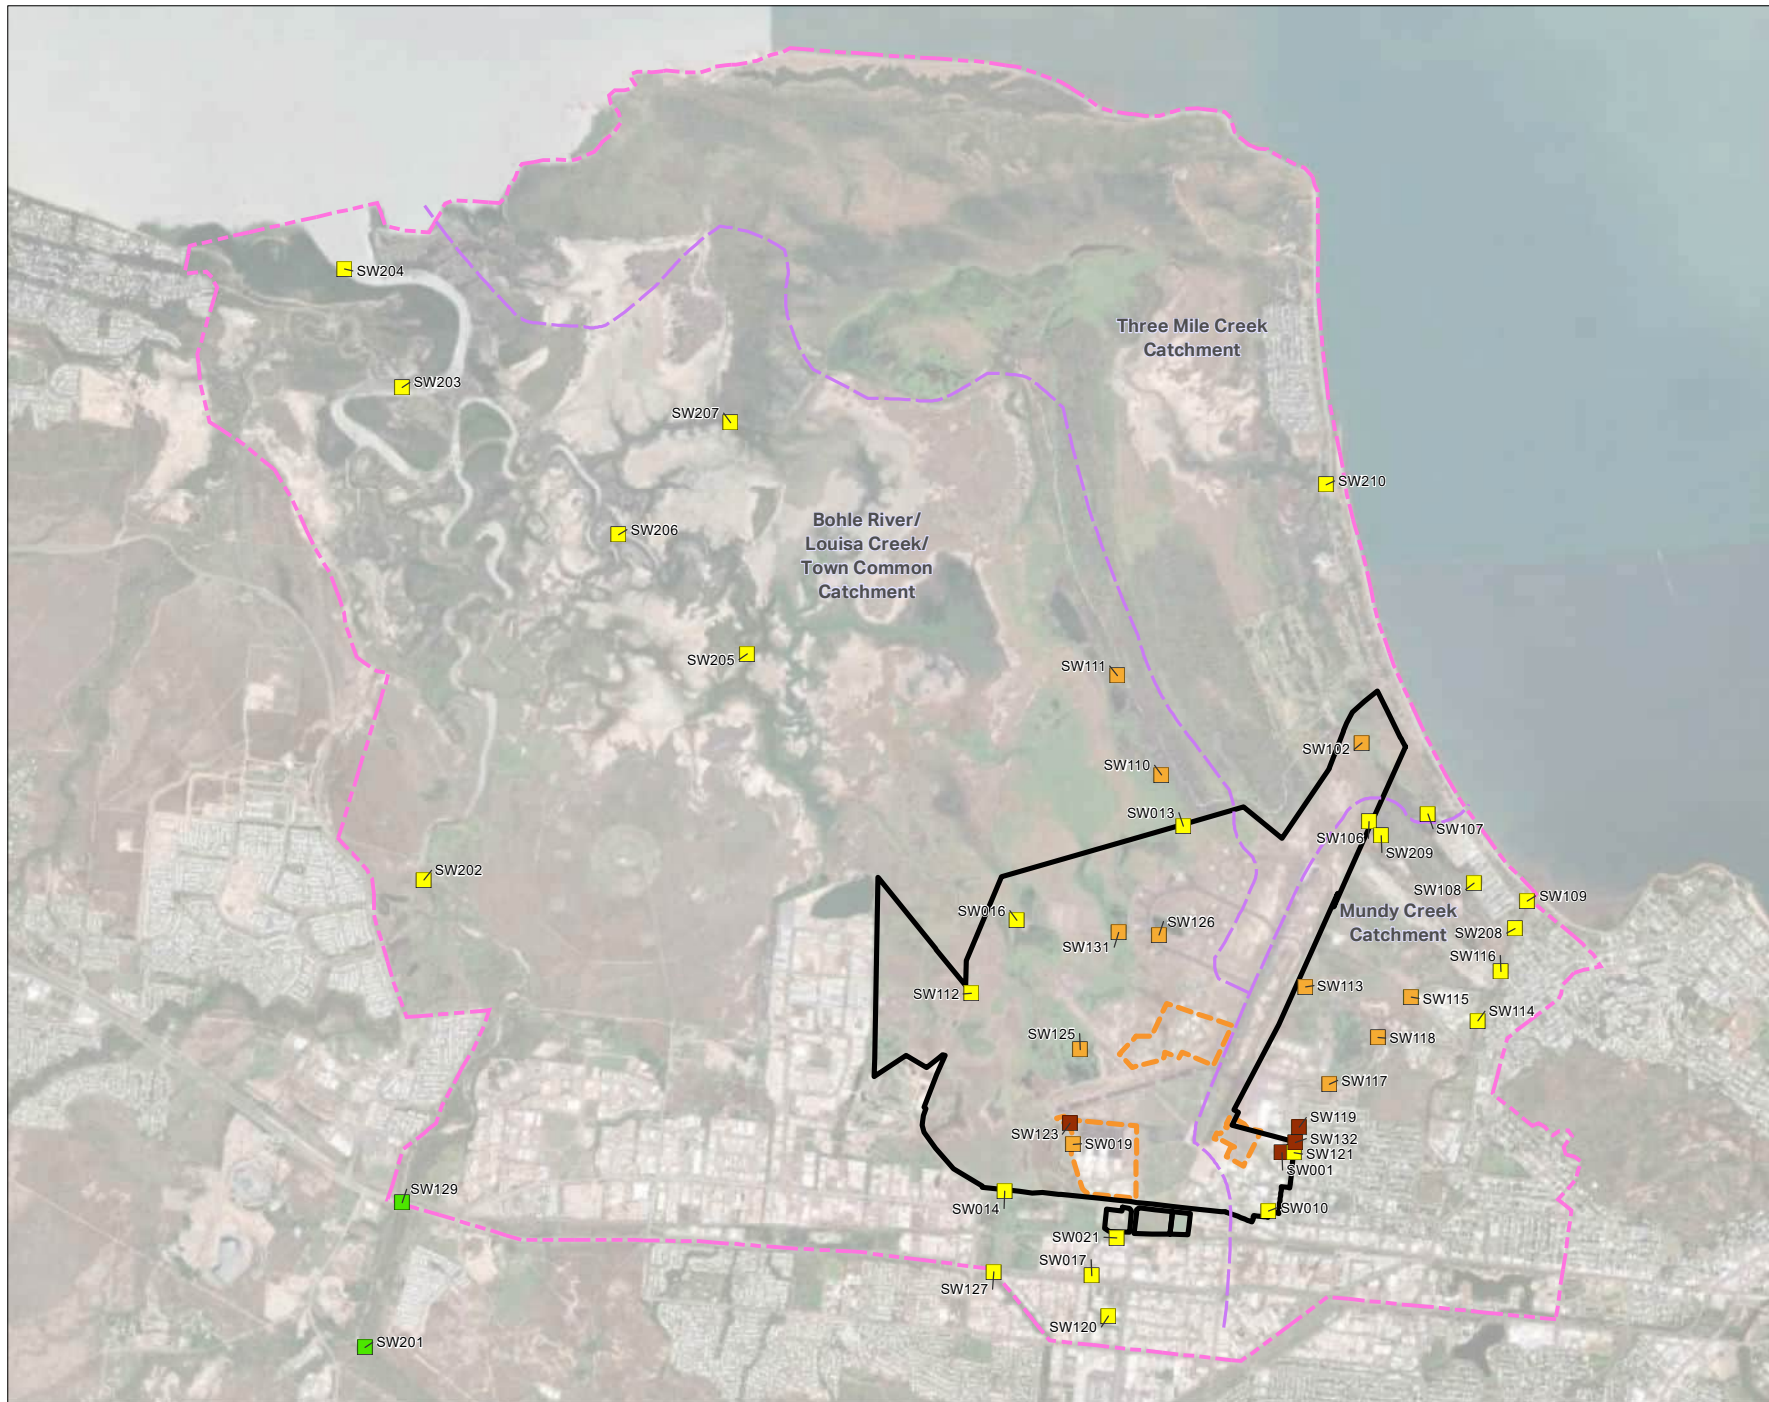 SW204
Three Mile Creek
Catchment
SW203
SW207
SW210
Bohle River/
Louisa Creek/
Town Common
Catchment
SW206
SW205
SW111
SW102
SW110
SW013
SW107
SW106
SW209
SW202
SW108
SW109
SW016
Mundy Creek
Catchment
SW126
SW208
SW131
SW116
SW113
SW112
SW115
SW114
SW125
SW118
SW117
SW119
SW123
SW132
SW019
SW121
SW001
SW129
SW014
SW010
SW021
SW017
SW127
SW120
SW201